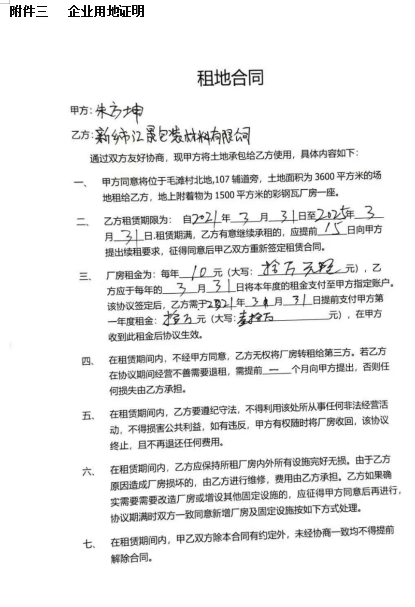 附件三 企业用地证明
租地合同
甲方：朱方坤
乙方：新乡市江景包装材料有限公司
通过双方友好协商，现甲方将土地承包给乙方使用，具体内容如下：
一、 甲方同意将位于毛滩村北地,107 辅道旁，土地面积为 3600 平方米的场
地租给乙方，地上附着物为 1500 平方米的彩钢瓦厂房一座。
二、 乙方租赁期限为： 自2021年 3 月 31日至2025年 3
月31日,租赁期满，乙方有意继续承租的，应提前 15 日向甲方
提出续租要求，征得同意后甲乙双方重新签定租赁合同。
三、 厂房租金为：每年 10 元（大写：拾万元 元），乙
方应于每年的 3 月 31 日将本年度的租金支付至甲方指定账户。
该协议签定后，乙方需于2021年3月 31 日提前支付甲方第
一年度租金：拾万元（大写：壹拾万 元），在甲方
收到此租金后协议生效。
四、 在租赁期间内，不经甲方同意，乙方无权将厂房转租给第三方。若乙方
在协议期间经营不善需要退租，需提前 一 个月向甲方提出，否则任
何损失由乙方承担。
五、 在租赁期间内，乙方要遵纪守法，不得利用该处所从事任何非法经营活
动，不得损害公共利益，如有违反，甲方有权随时将厂房收回，该协议
终止，且不再退还任何费用。
六、 在租赁期间内，乙方应保持所租厂房内外所有设施完好无损。由于乙方
原因造成厂房损坏的，由乙方进行维修，费用由乙方承担。乙方如果确
实需要需要改造厂房或增设其他固定设施的，应征得甲方同意后再进行，
协议期满时双方一致同意新增厂房及固定设施按如下方式处理。
七、 在租赁期间内，甲乙双方除本合同有约定外，未经协商一致均不得提前
解除合同。